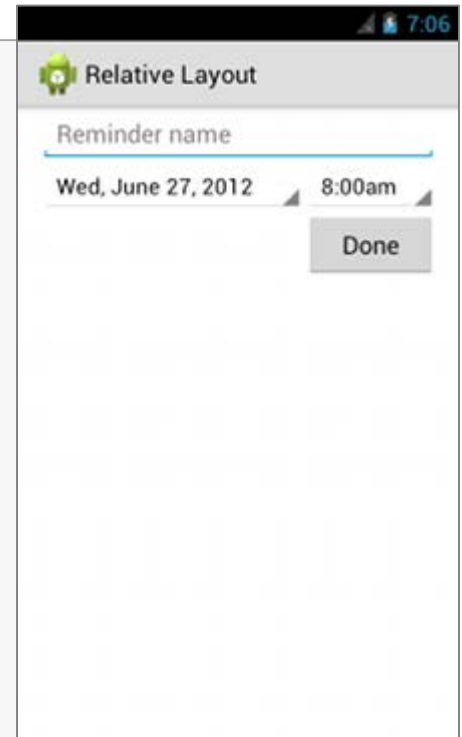 7:06
Relative Layout
Reminder name
Wed, June 27, 2012 8:00am
Done